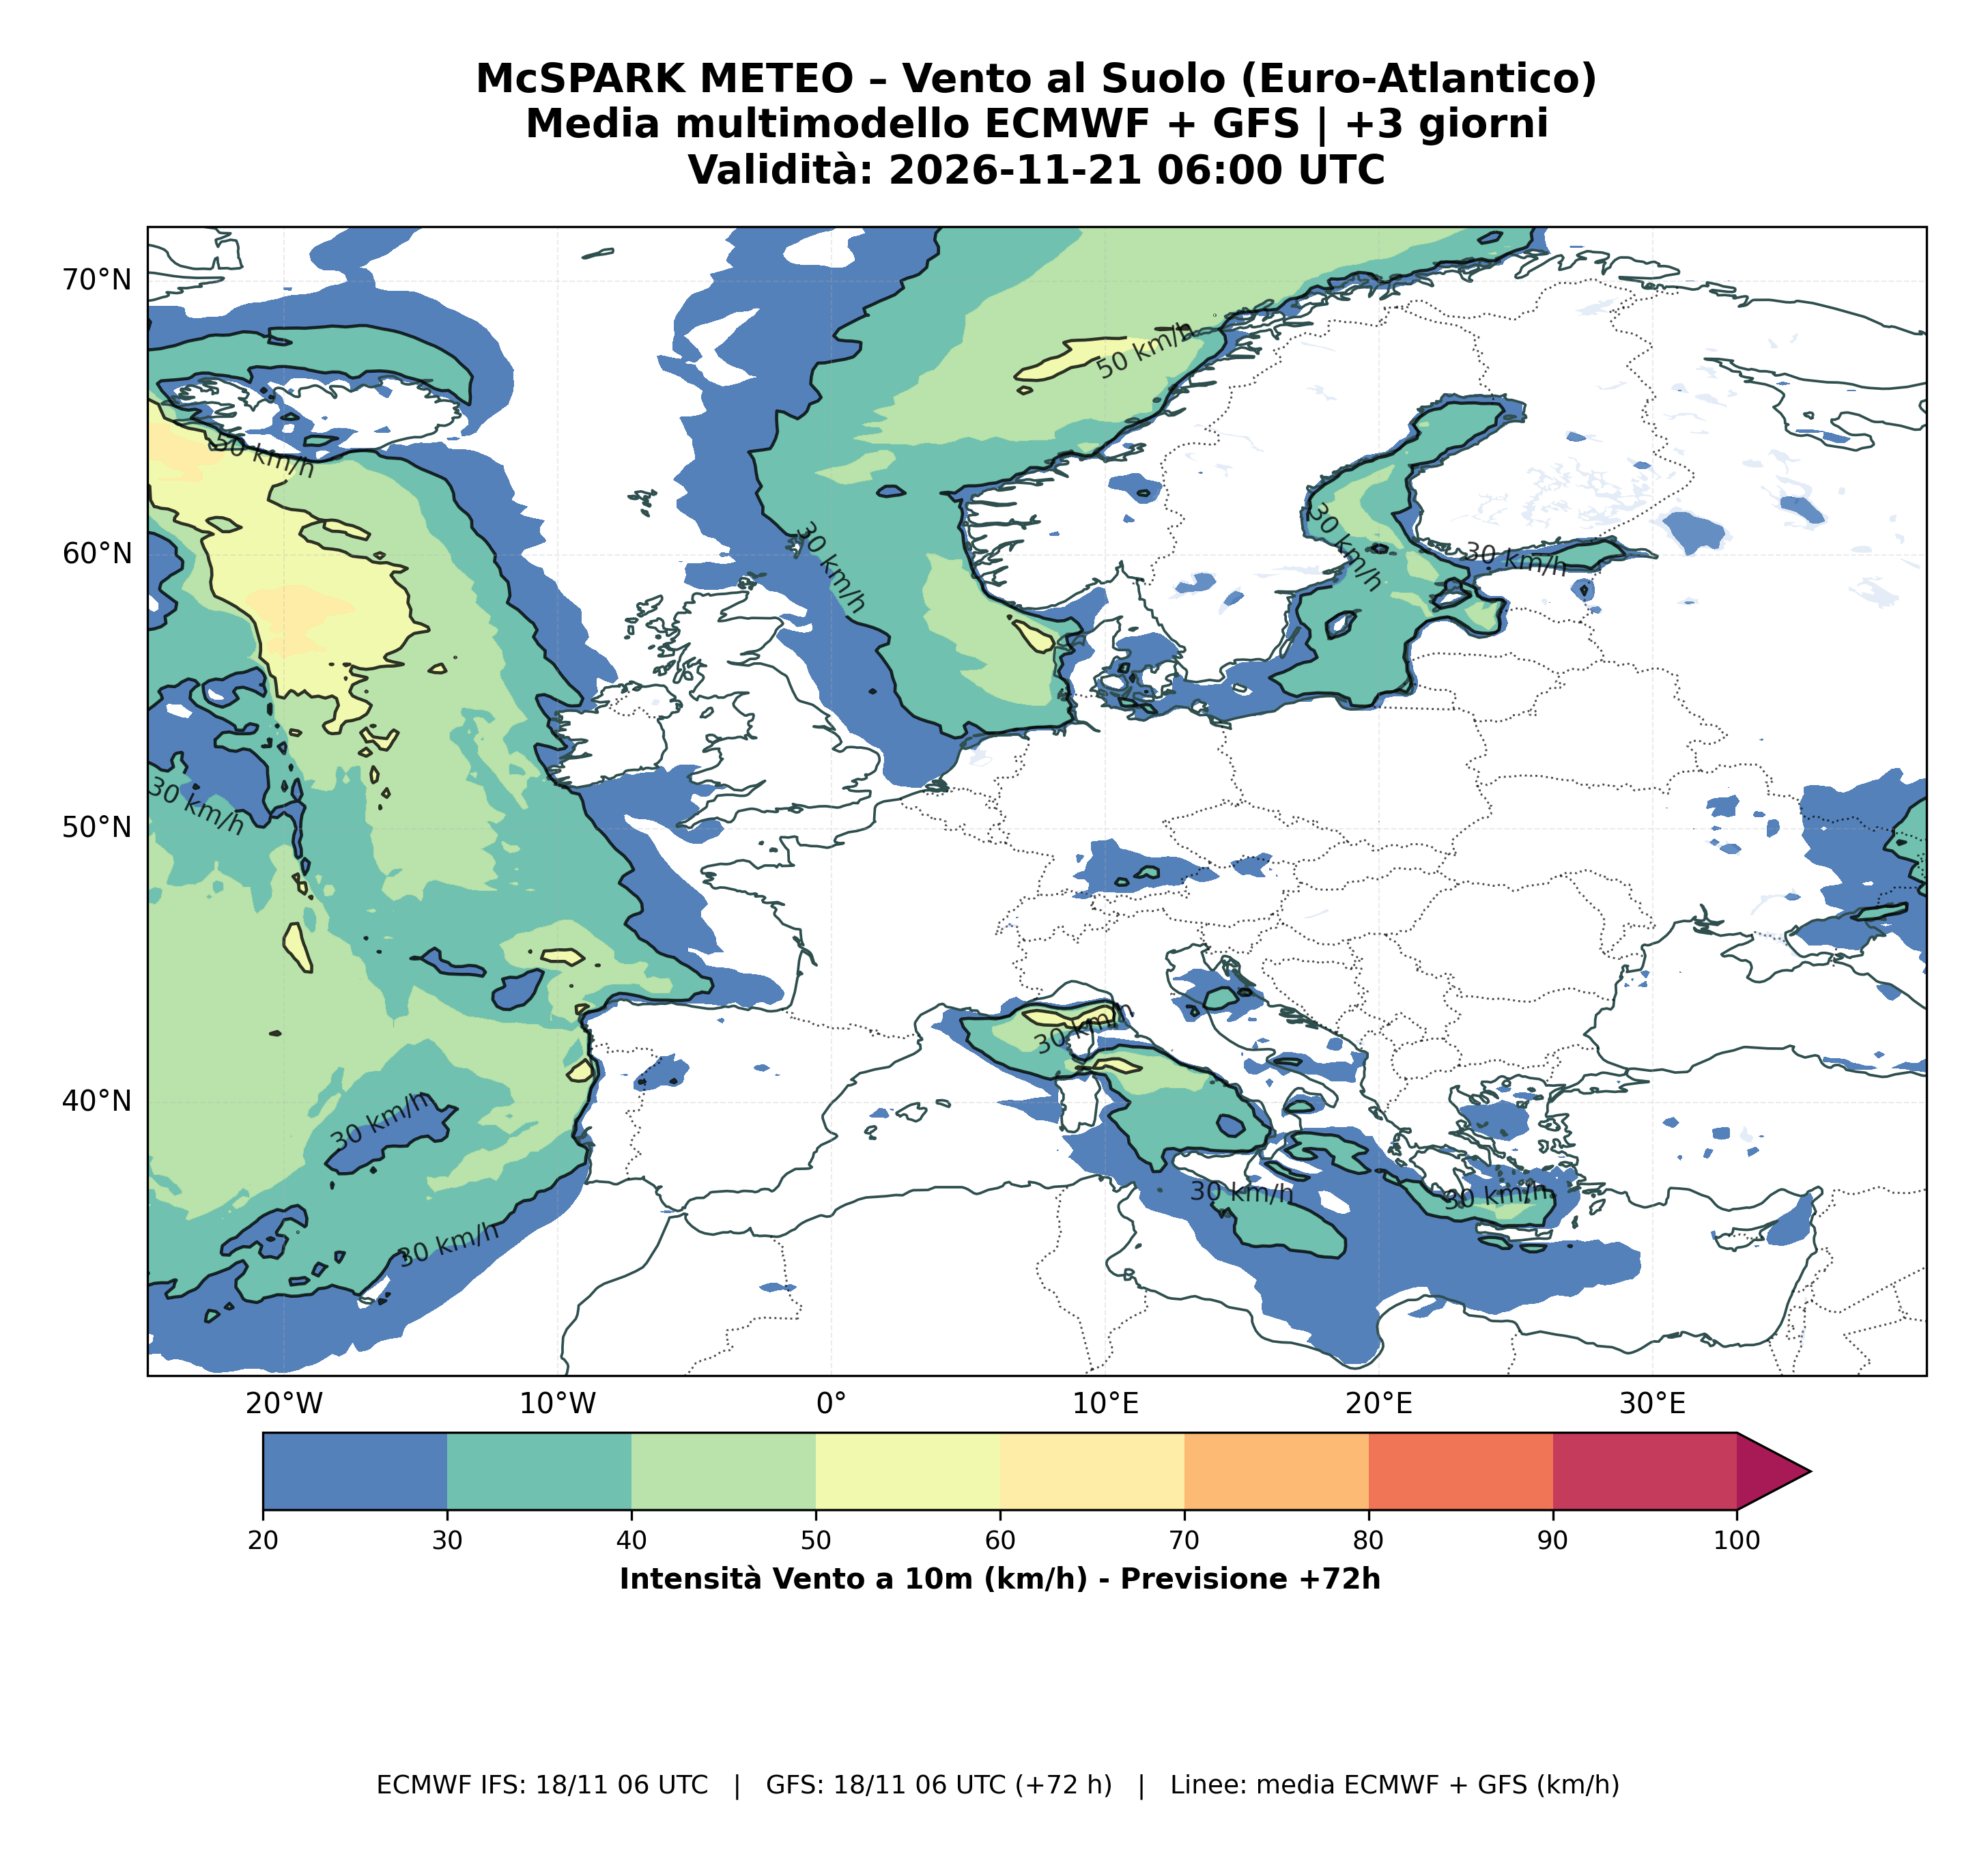 McSPARK METEO – Vento al Suolo (Euro-Atlantico)
Media multimodello ECMWF + GFS | +3 giorni
Validità: 2026-11-21 06:00 UTC
70°N
60°N
50°N
40°N
50 km/h
50 km/h
30 km/h
30 km/h
30 km/h
30 km/h
30 km/h
30 km/h
30 km/h
30 km/h
30 km/h
20°W
10°W
0°
10°E
20°E
30°E
20
30
40
50
60
70
80
90
100
Intensità Vento a 10m (km/h) - Previsione +72h
ECMWF IFS: 18/11 06 UTC | GFS: 18/11 06 UTC (+72 h) | Linee: media ECMWF + GFS (km/h)